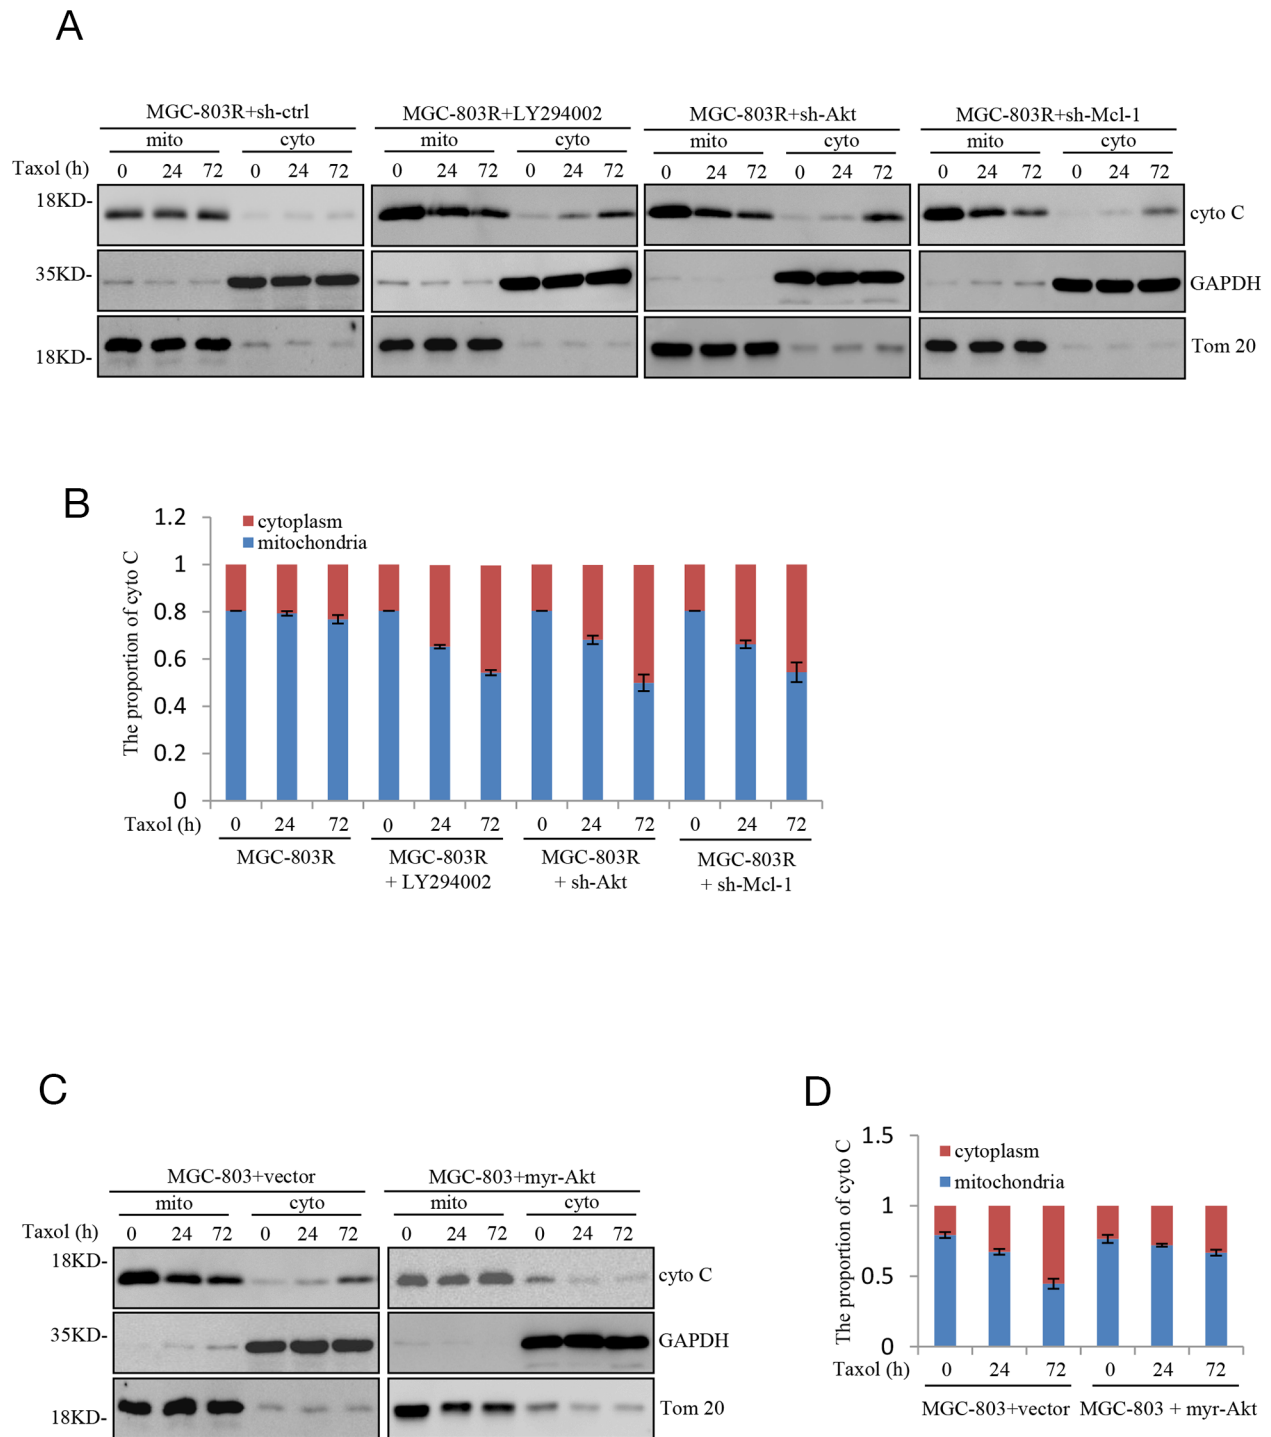 A
MGC-803R+sh-ctrl MGC-803R+LY294002 MGC-803R+sh-Akt MGC-803R+sh-Mcl-1
mito cyto mito cyto mito cyto mito cyto
Taxol (h) 0 24 72 0 24 72 0 24 72 0 24 72 0 24 72 0 24 72 0 24 72 0 24 72
18KD- cyto C
35KD- GAPDH
18KD- Tom 20
B
The proportion of cyto C
1.2
1
0.8
0.6
0.4
0.2
0
cytoplasm
mitochondria
Taxol (h) 0 24 72 0 24 72 0 24 72 0 24 72
MGC-803R MGC-803R MGC-803R MGC-803R
+ LY294002 + sh-Akt + sh-Mcl-1
C
MGC-803+vector MGC-803+myr-Akt
mito cyto mito cyto
Taxol (h) 0 24 72 0 24 72 0 24 72 0 24 72
18KD- cyto C
35KD- GAPDH
18KD- Tom 20
D
The proportion of cyto C
1.5
1
0.5
0
cytoplasm
mitochondria
Taxol (h) 0 24 72 0 24 72
MGC-803+vector MGC-803 + myr-Akt